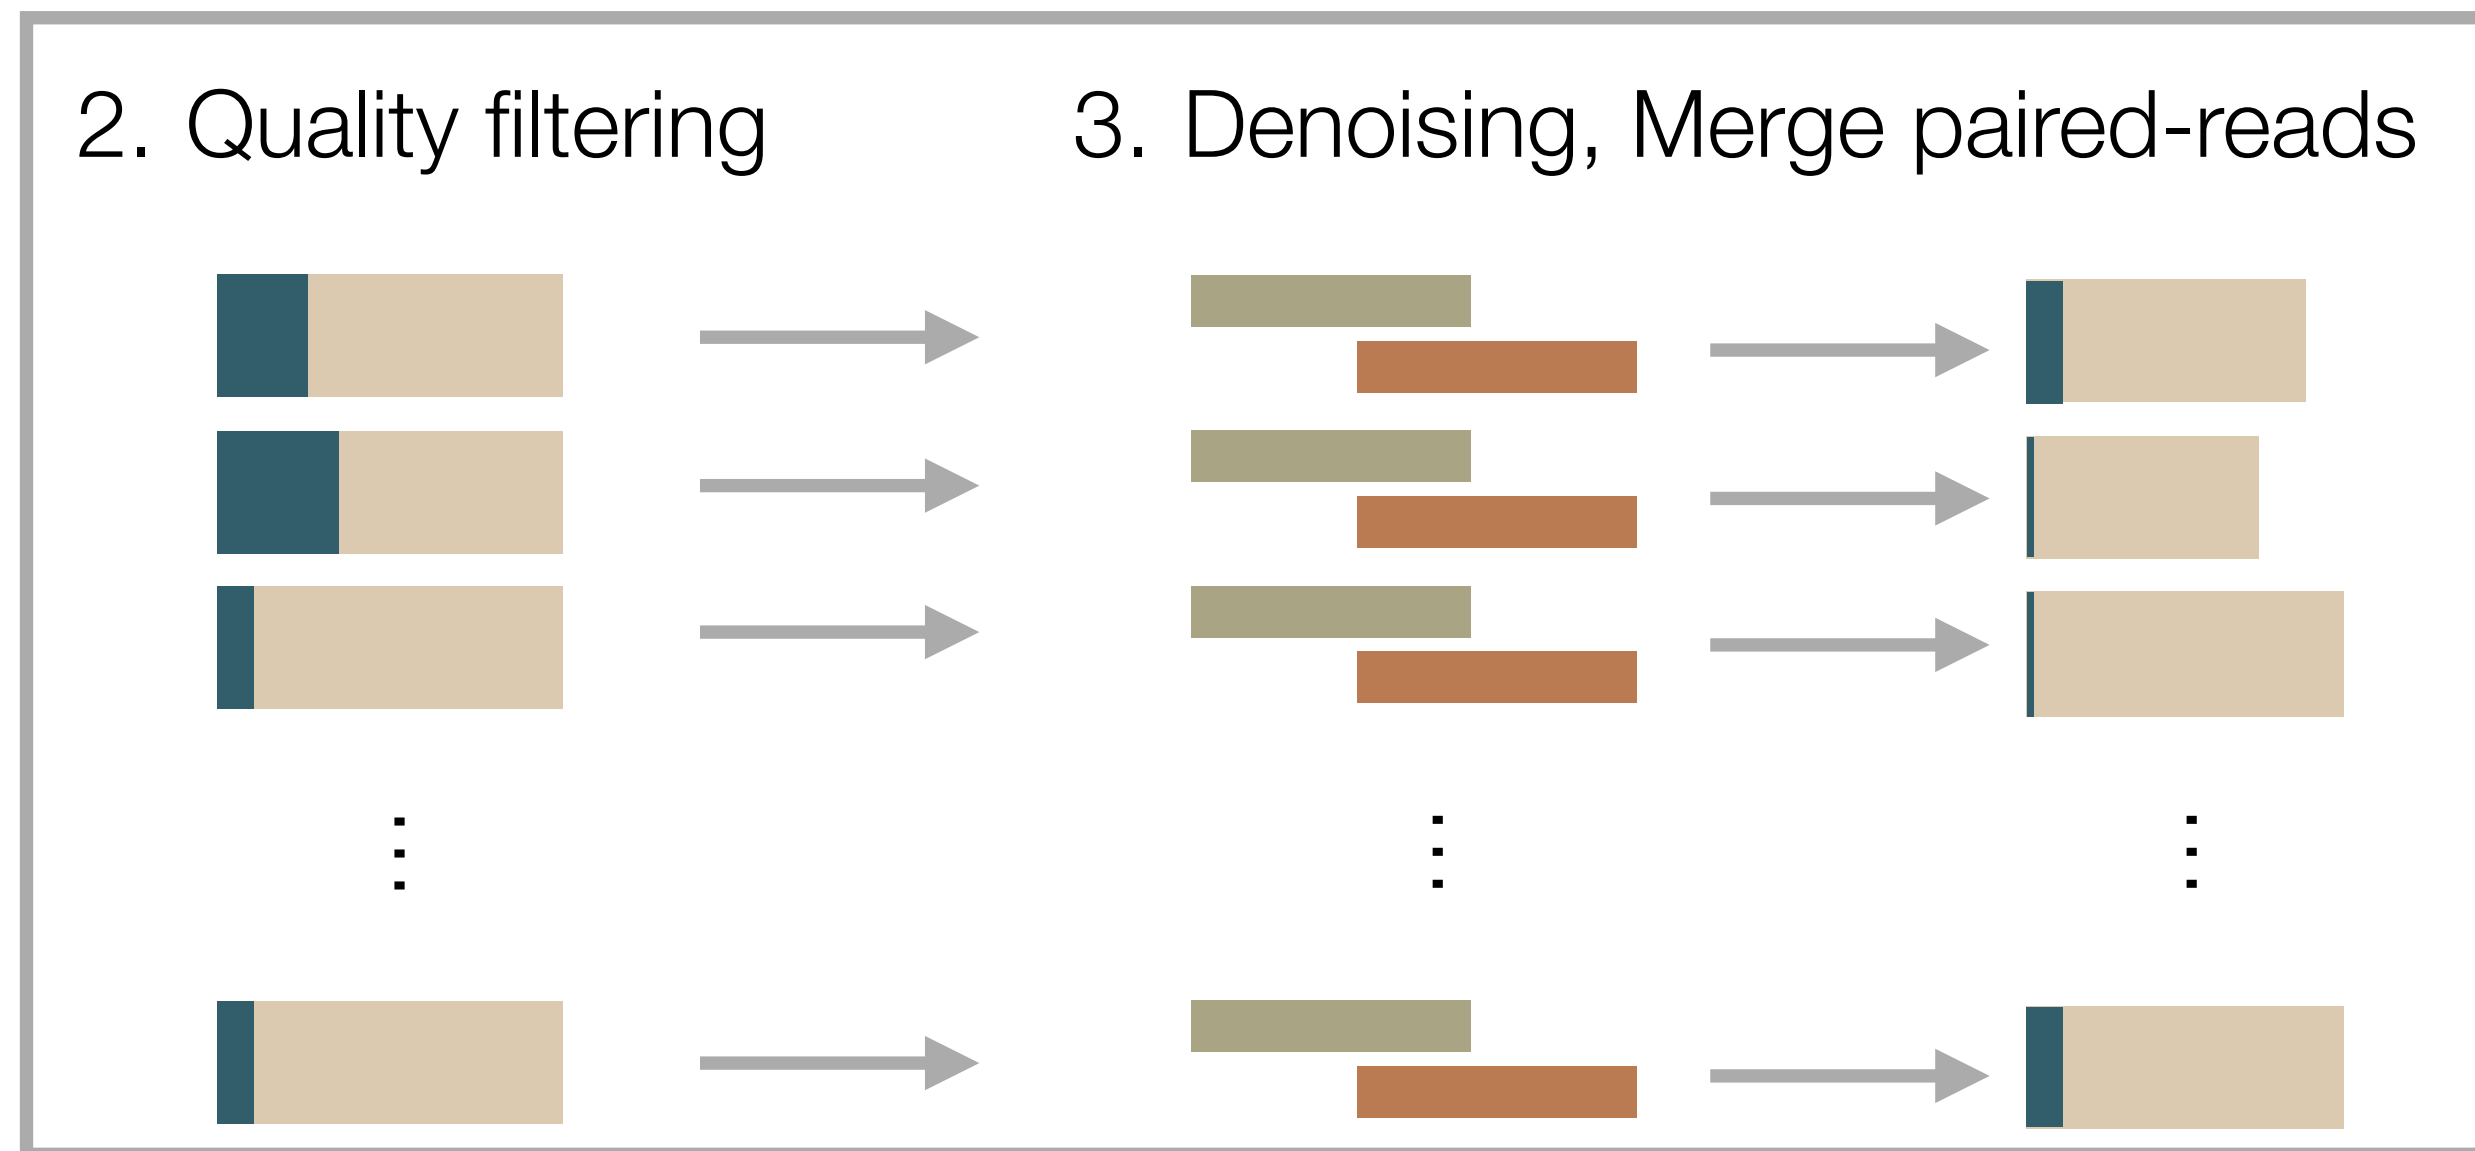 2. Quality filtering
3. Denoising, Merge paired-reads